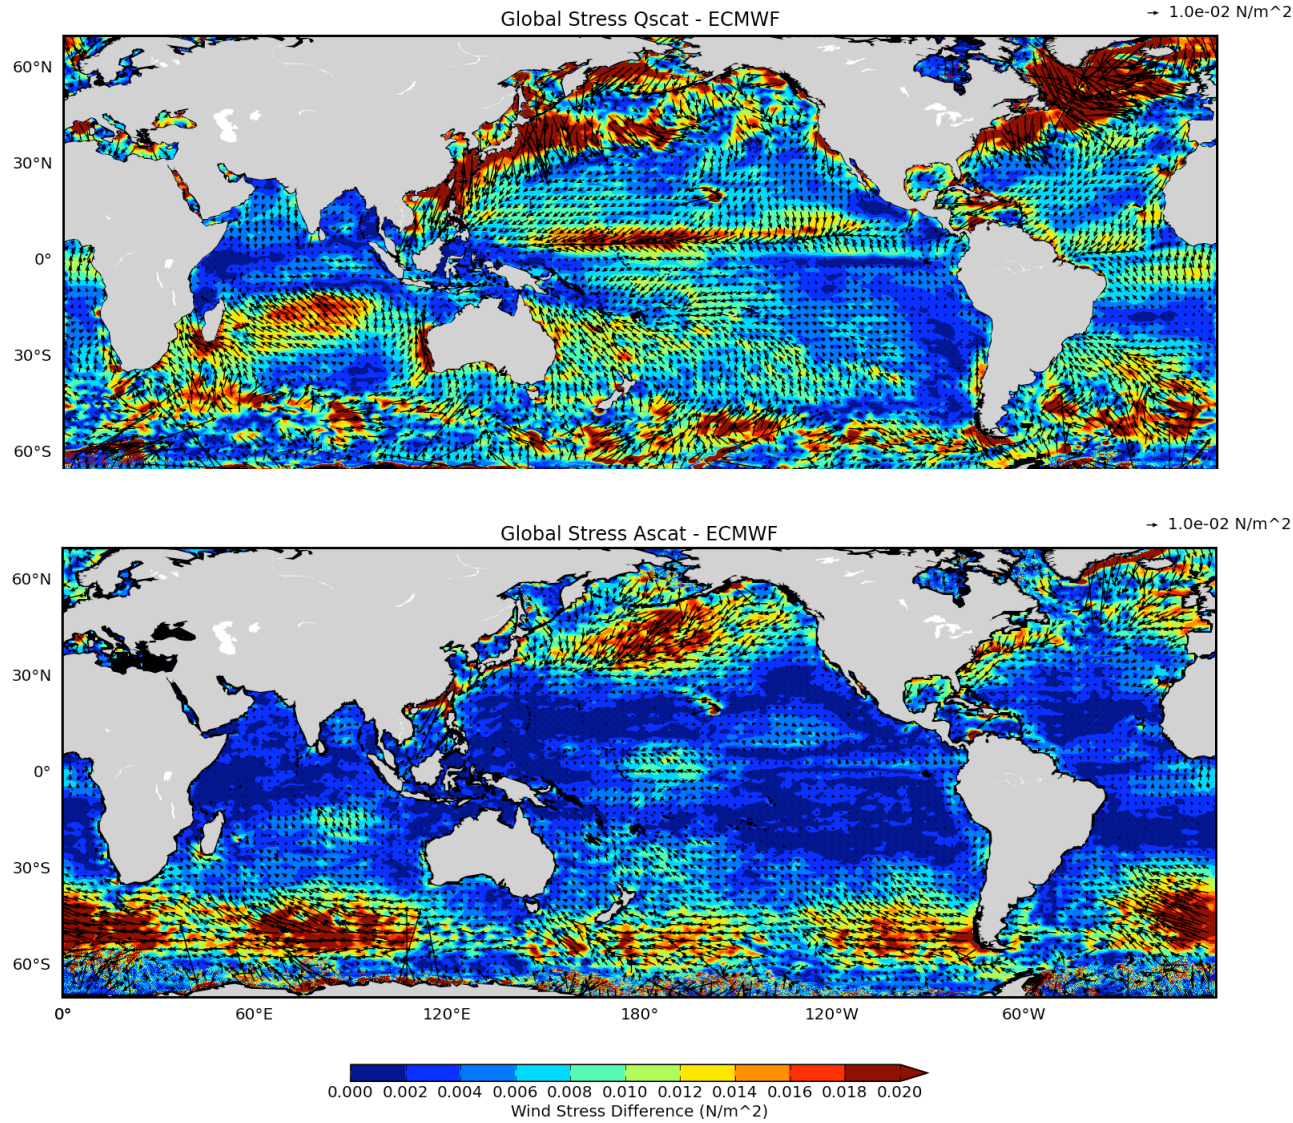 Global Stress Qscat - ECMWF
1.0e-02 N/m^2
60°N
30°N
0°
30°S
60°S
Global Stress Ascat - ECMWF
1.0e-02 N/m^2
60°N
30°N
0°
30°S
60°S
0° 60°E 120°E 180° 120°W 60°W
0.000 0.002 0.004 0.006 0.008 0.010 0.012 0.014 0.016 0.018 0.020
Wind Stress Difference (N/m^2)